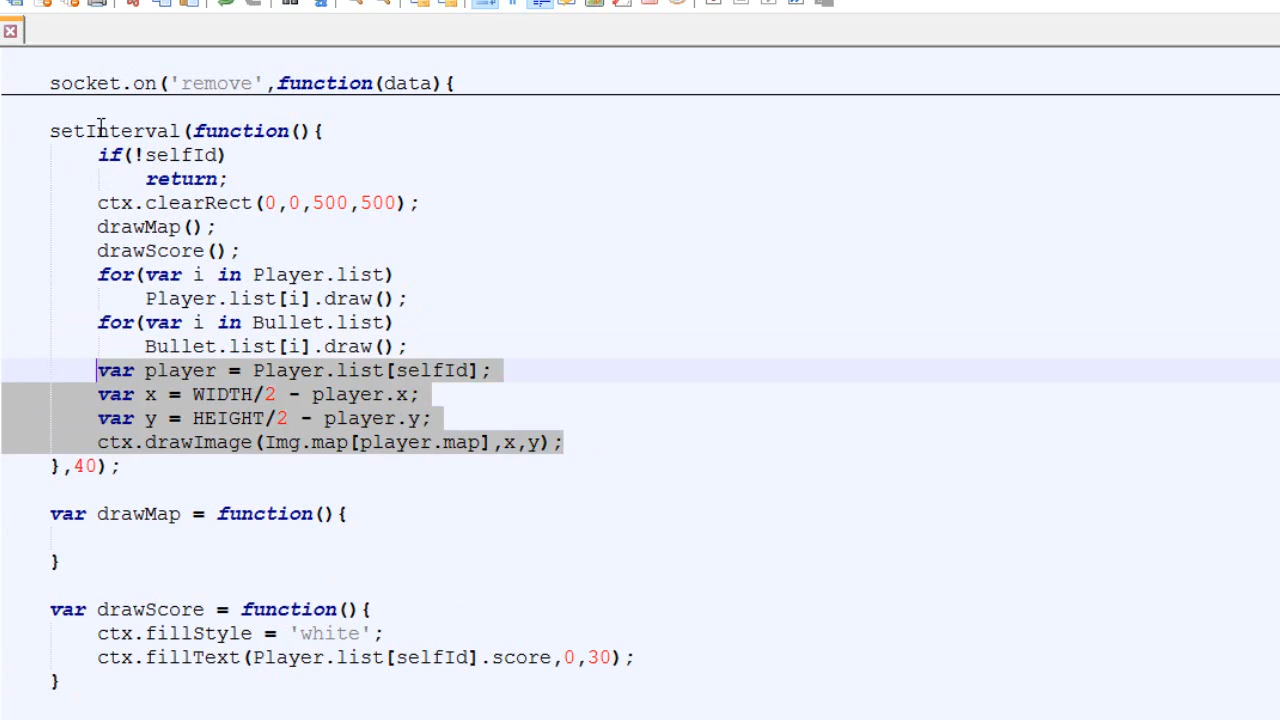 socket.on('remove',function(data){
setInterval(function(){
if(!selfId)
return;
ctx.clearRect(0,0,500,500);
drawMap();
drawScore();
for(var i in Player.list)
Player.list[i].draw();
for(var i in Bullet.list)
Bullet.list[i].draw();
var player = Player.list[selfId];
var x = WIDTH/2 - player.x;
var y = HEIGHT/2 - player.y;
ctx.drawImage(Img.map[player.map],x,y);
},40);
var drawMap = function(){
}
var drawScore = function(){
ctx.fillStyle = 'white';
ctx.fillText(Player.list[selfId].score,0,30);
}